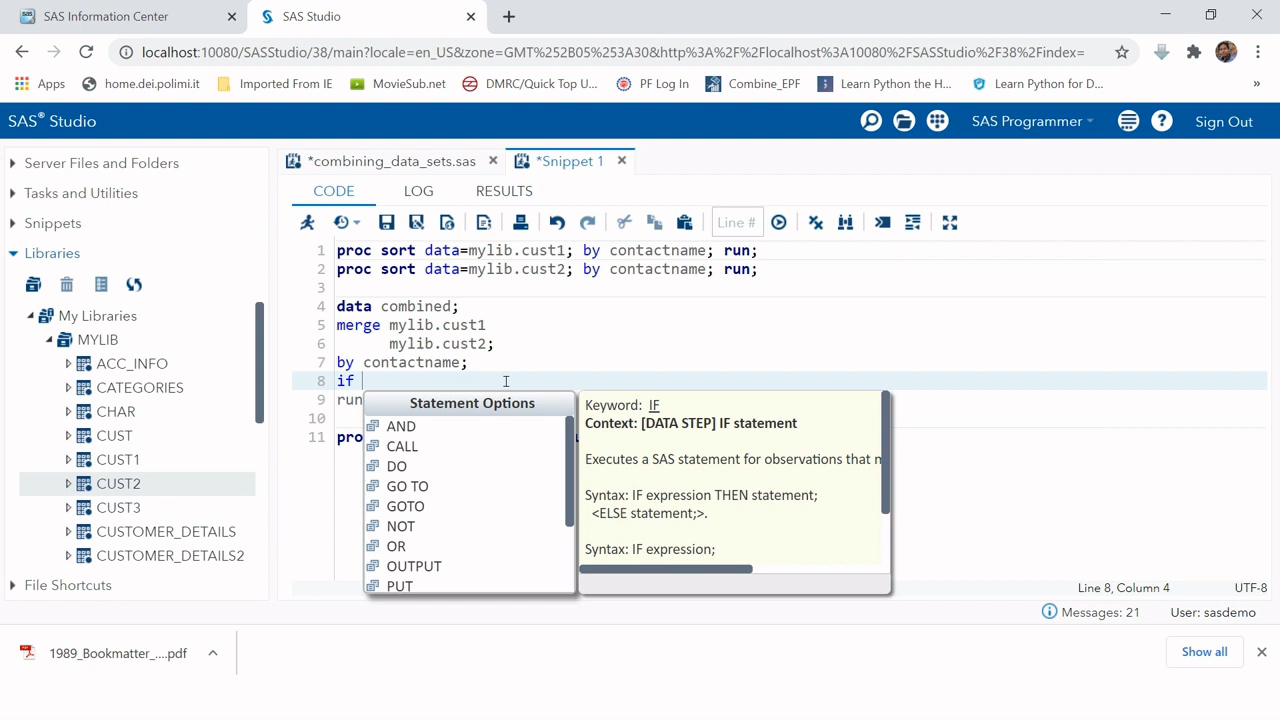 SAS Information Center
SAS Studio
localhost:10080/SASStudio/38/main?locale=en_US&zone=GMT%252B05%253A30&http%3A%2F%2Flocalhost%3A10080%2FSASStudio%2F38%2Findex=
Apps
home.dei.polimi.it
Imported From IE
MovieSub.net
DMRC/Quick Top U...
PF Log In
Combine_EPF
Learn Python the H...
Learn Python for D...
»
SAS® Studio
SAS Programmer
Sign Out
Server Files and Folders
Tasks and Utilities
Snippets
Libraries
My Libraries
MYLIB
ACC_INFO
CATEGORIES
CHAR
CUST
CUST1
CUST2
CUST3
CUSTOMER_DETAILS
CUSTOMER_DETAILS2
File Shortcuts
*combining_data_sets.sas
*Snippet 1
CODE
LOG
RESULTS
Line #
1 proc sort data=mylib.cust1; by contactname; run;
2 proc sort data=mylib.cust2; by contactname; run;
3
4 data combined;
5 merge mylib.cust1
6 mylib.cust2;
7 by contactname;
8 if
9 run
10
11 pro
Statement Options
AND
CALL
DO
GO TO
GOTO
NOT
OR
OUTPUT
PUT
Keyword: IF
Context: [DATA STEP] IF statement
Executes a SAS statement for observations that m
Syntax: IF expression THEN statement;
<ELSE statement;>.
Syntax: IF expression;
Line 8, Column 4
UTF-8
Messages: 21
User: sasdemo
1989_Bookmatter_....pdf
Show all